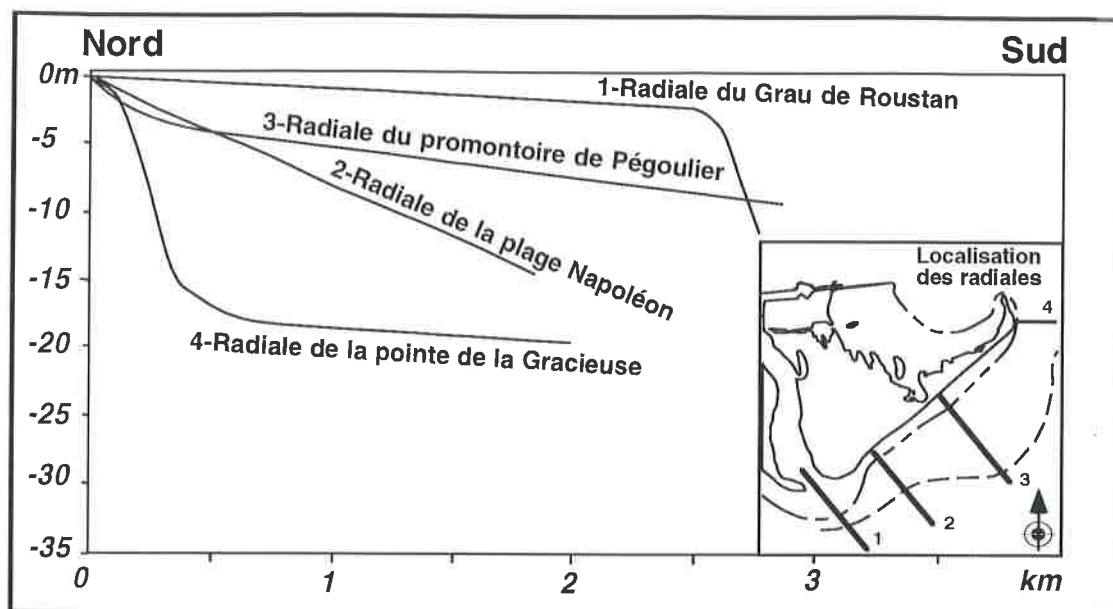 Nord
Sud
0m
1-Radiale du Grau de Roustan
-5
3-Radiale du promontoire de Pégoulier
2-Radiale de la plage Napoléon
-10
-15
4-Radiale de la pointe de la Gracieuse
-20
-25
-30
-35
0
1
2
3
km
Localisation
des radiales
4
3
2
1